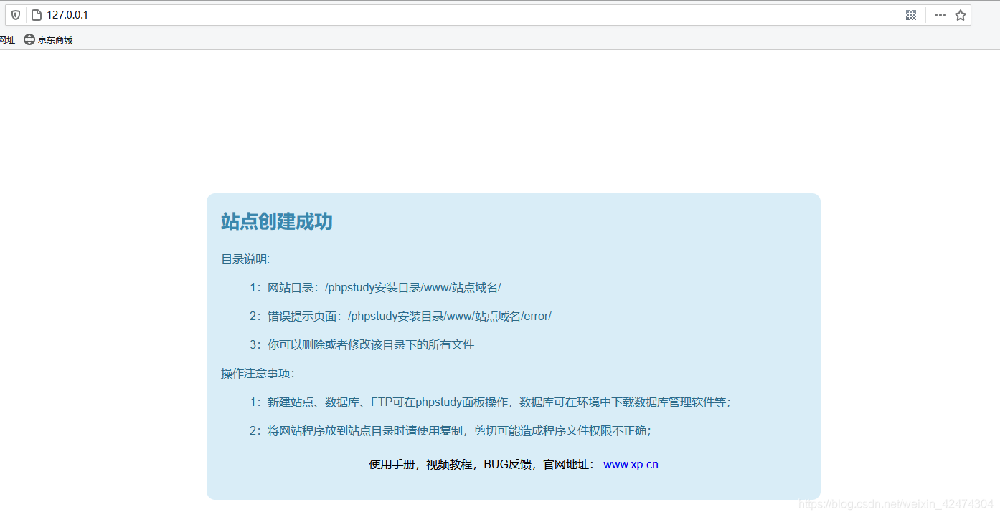 127.0.0.1
网址 京东商城
站点创建成功
目录说明:
1：网站目录：/phpstudy安装目录/www/站点域名/
2：错误提示页面：/phpstudy安装目录/www/站点域名/error/
3：你可以删除或者修改该目录下的所有文件
操作注意事项：
1：新建站点、数据库、FTP可在phpstudy面板操作，数据库可在环境中下载数据库管理软件等；
2：将网站程序放到站点目录时请使用复制，剪切可能造成程序文件权限不正确；
使用手册，视频教程，BUG反馈，官网地址： www.xp.cn
https://blog.csdn.net/weixin_42474304